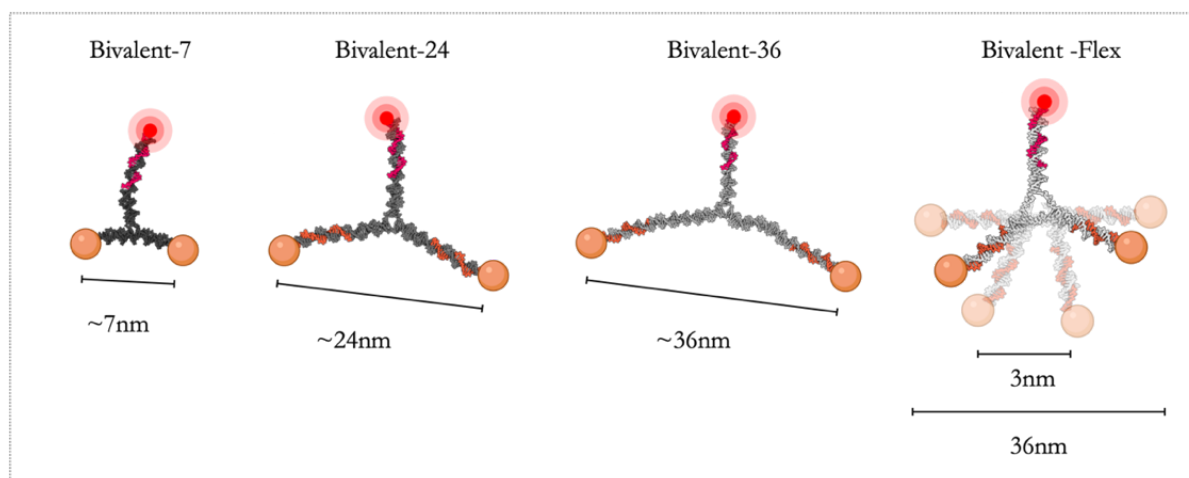 Bivalent-7
Bivalent-24
Bivalent-36
Bivalent -Flex
~7nm
~24nm
~36nm
3nm
36nm